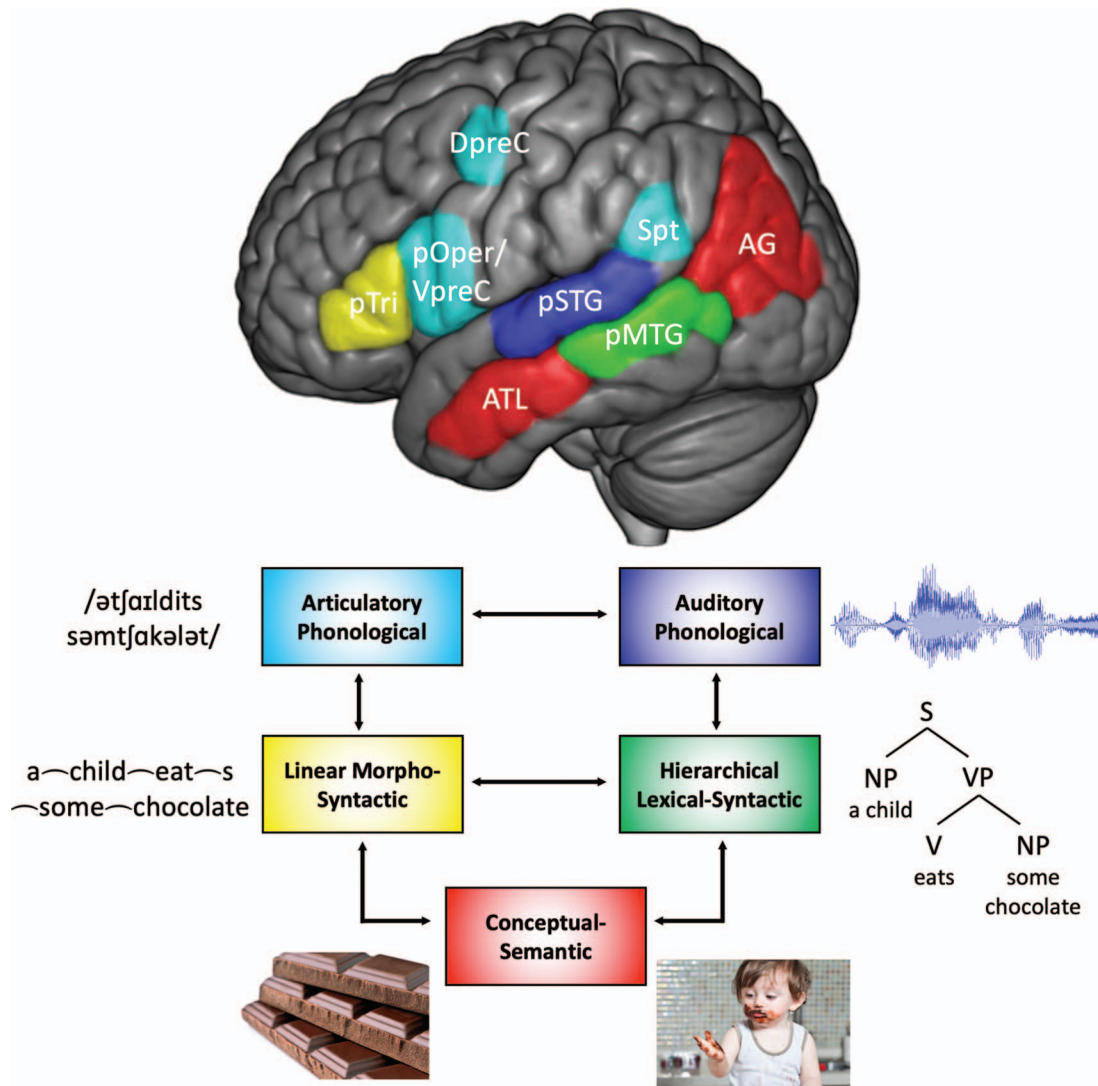 DpreC
pOper/
VpreC
pTri
Spt
AG
pSTG
pMTG
ATL
/ətʃɑɪldits
səmtʃɑkələt/
Articulatory
Phonological
Auditory
Phonological
a⁀child⁀eat⁀s
⁀some⁀chocolate
Linear Morpho-
Syntactic
Hierarchical
Lexical-Syntactic
S
NP VP
a child
V NP
eats some
chocolate
Conceptual-
Semantic